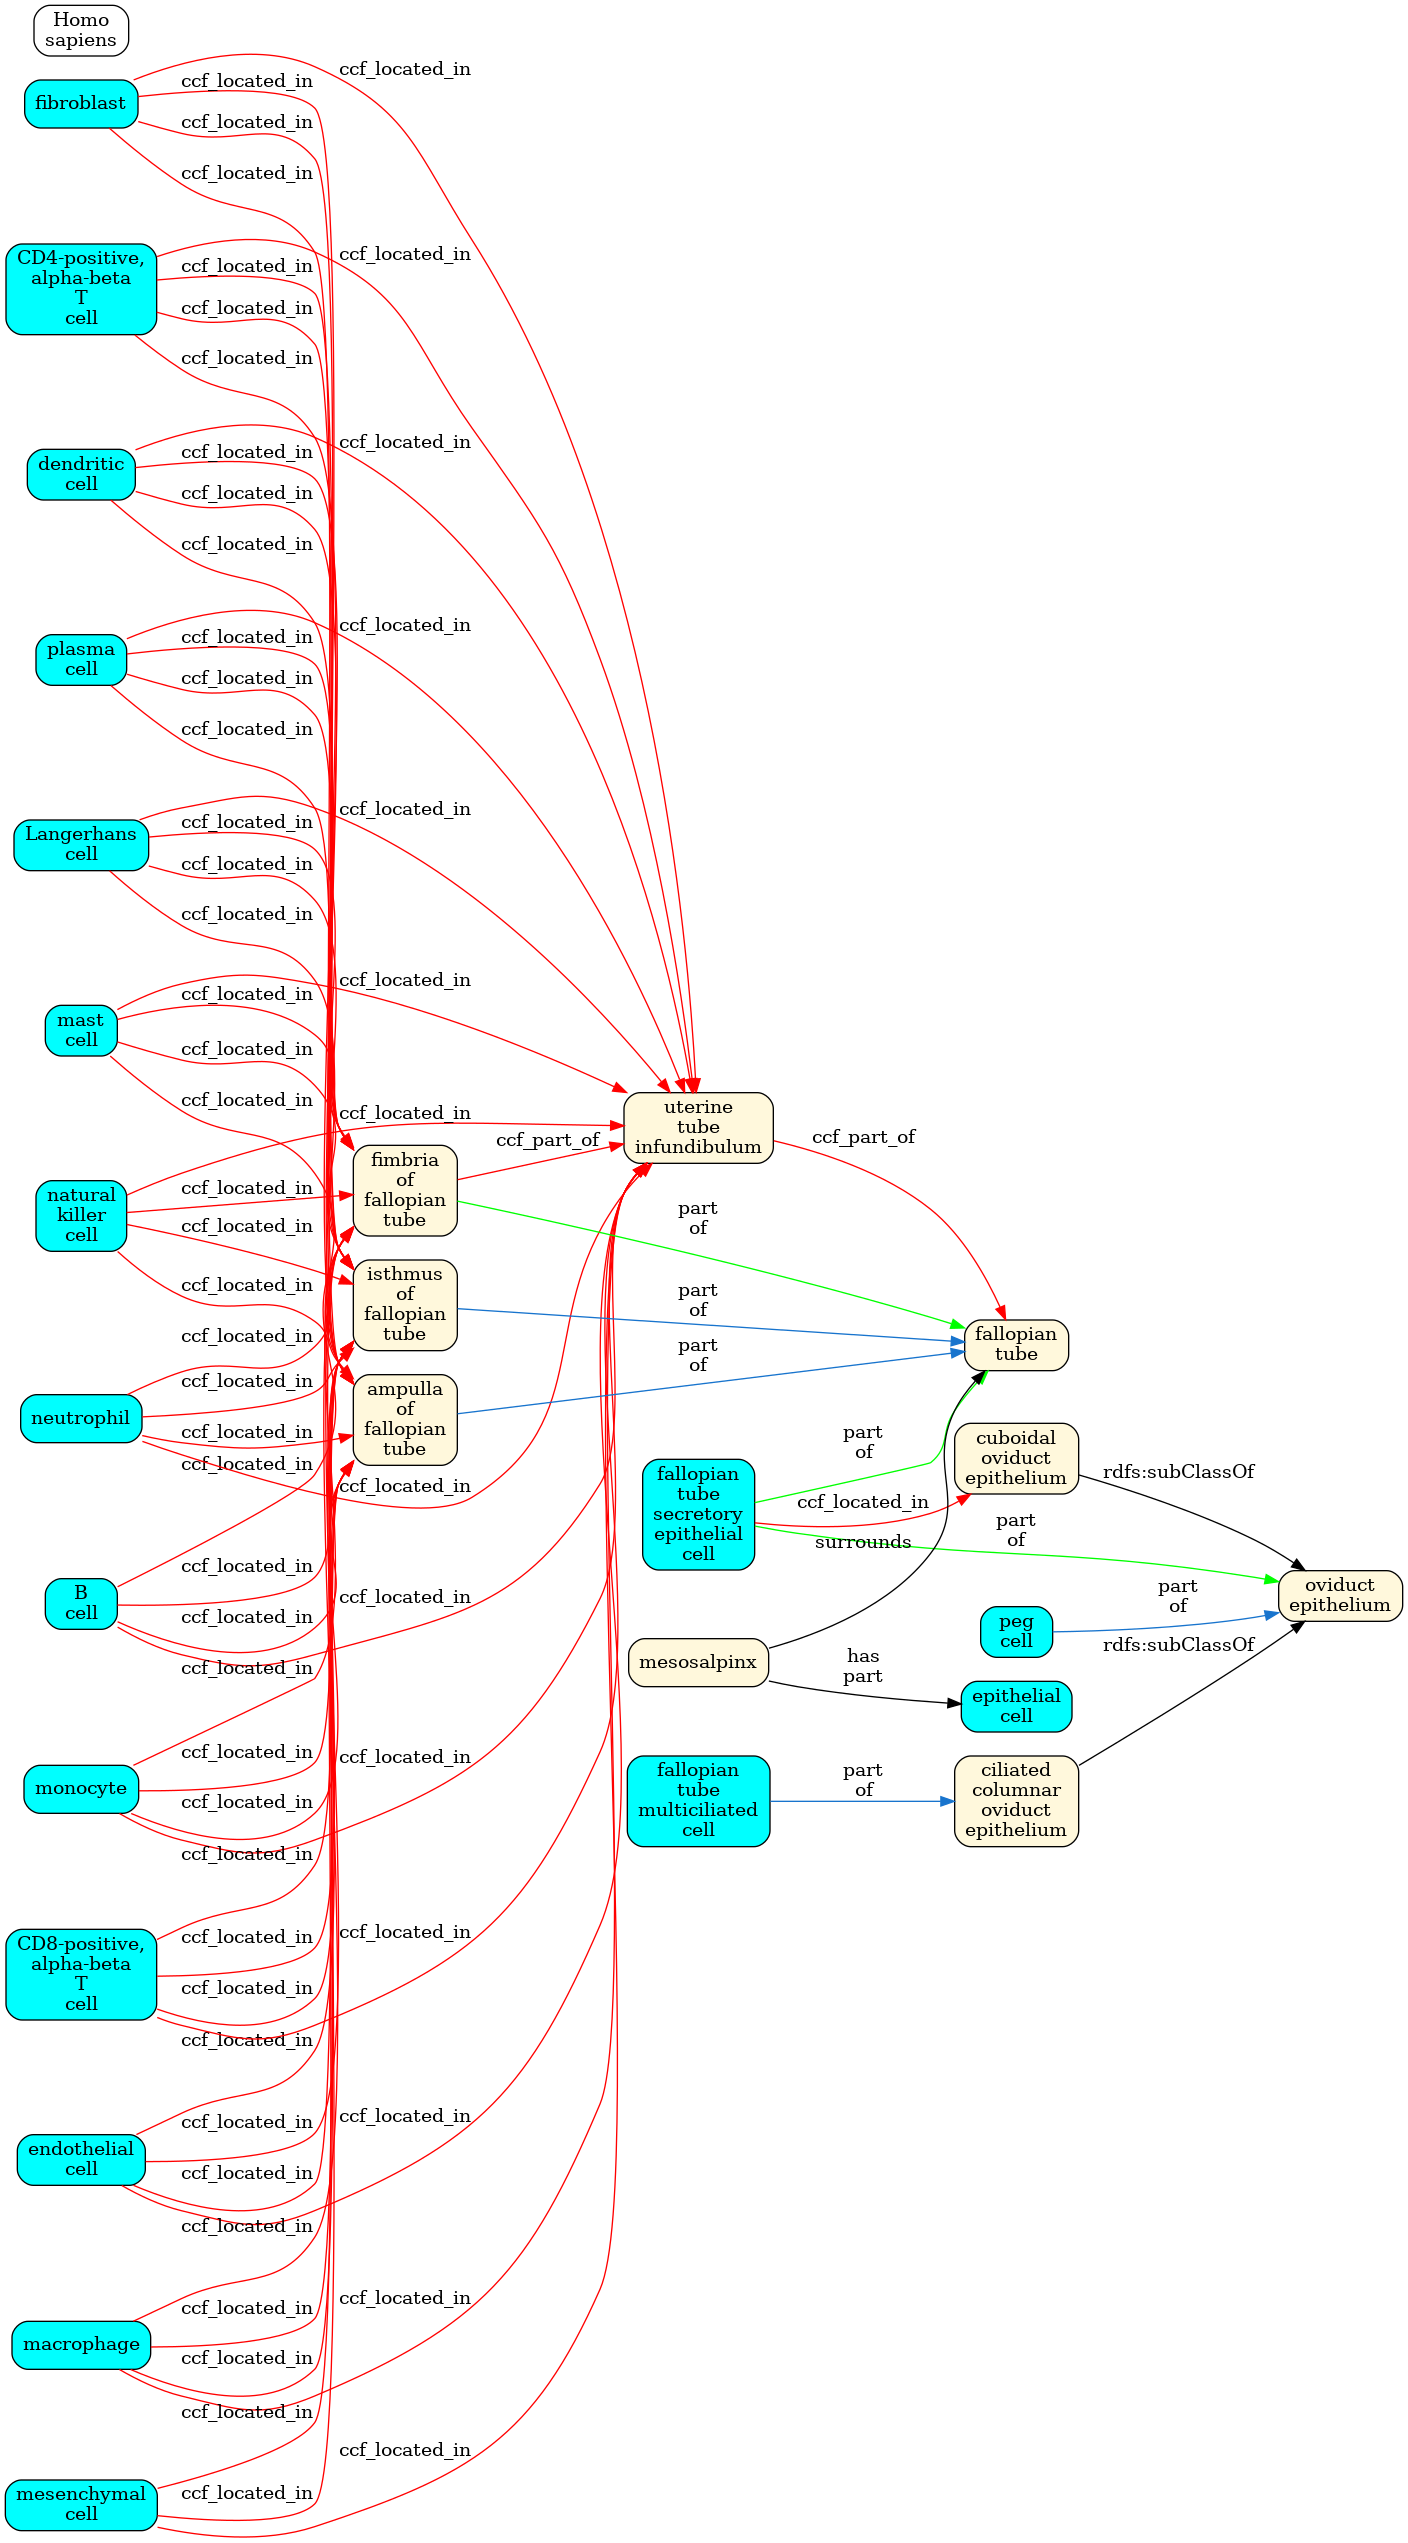 Homo
sapiens
fibroblast
ccf_located_in
ccf_located_in
ccf_located_in
ccf_located_in
CD4-positive,
alpha-beta
T
cell
ccf_located_in
ccf_located_in
ccf_located_in
ccf_located_in
dendritic
cell
ccf_located_in
ccf_located_in
ccf_located_in
ccf_located_in
plasma
cell
ccf_located_in
ccf_located_in
ccf_located_in
ccf_located_in
Langerhans
cell
ccf_located_in
ccf_located_in
ccf_located_in
ccf_located_in
mast
cell
ccf_located_in
ccf_located_in
ccf_located_in
ccf_located_in
natural
killer
cell
ccf_located_in
ccf_located_in
ccf_located_in
ccf_located_in
neutrophil
ccf_located_in
ccf_located_in
ccf_located_in
ccf_located_in
B
cell
ccf_located_in
ccf_located_in
ccf_located_in
ccf_located_in
monocyte
ccf_located_in
ccf_located_in
ccf_located_in
ccf_located_in
CD8-positive,
alpha-beta
T
cell
ccf_located_in
ccf_located_in
ccf_located_in
ccf_located_in
endothelial
cell
ccf_located_in
ccf_located_in
ccf_located_in
ccf_located_in
macrophage
ccf_located_in
ccf_located_in
ccf_located_in
ccf_located_in
mesenchymal
cell
ccf_located_in
ccf_located_in
ccf_located_in
fimbria
of
fallopian
tube
isthmus
of
fallopian
tube
ampulla
of
fallopian
tube
ccf_part_of
part
of
part
of
part
of
uterine
tube
infundibulum
ccf_part_of
fallopian
tube
fallopian
tube
secretory
epithelial
cell
part
of
ccf_located_in
part
of
surrounds
mesosalpinx
has
part
fallopian
tube
multiciliated
cell
part
of
cuboidal
oviduct
epithelium
rdfs:subClassOf
peg
cell
part
of
epithelial
cell
ciliated
columnar
oviduct
epithelium
rdfs:subClassOf
oviduct
epithelium